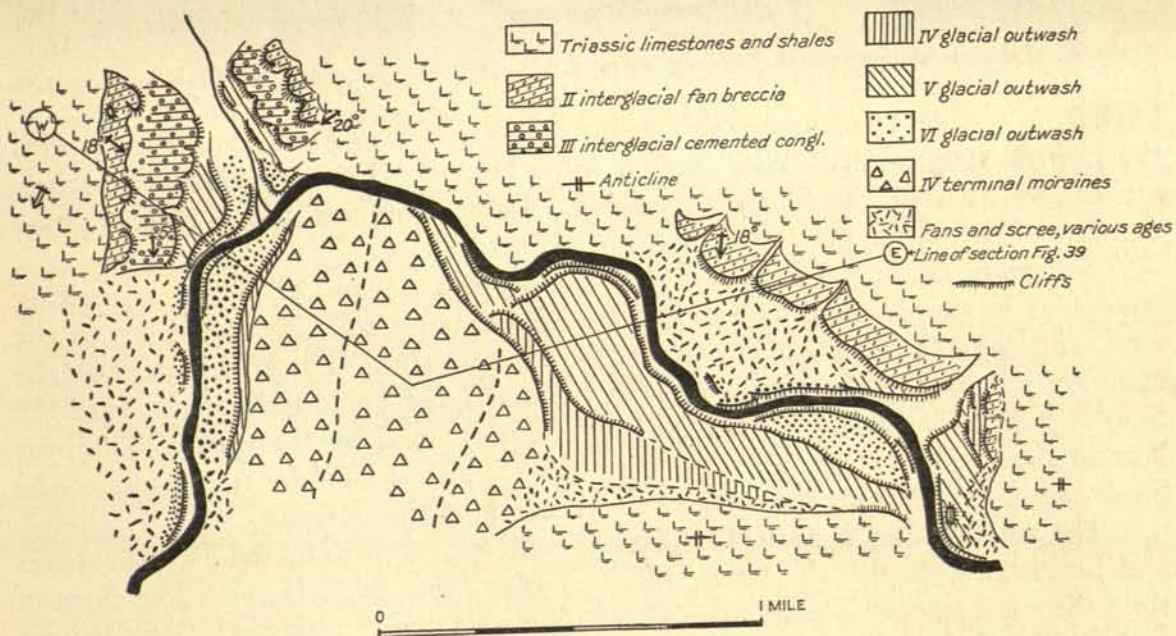 Triassic limestones and shales
II interglacial fan breccia
III interglacial cemented congl.
Anticline
IV glacial outwash
V glacial outwash
VI glacial outwash
IV terminal moraines
Fans and scree, various ages
E Line of section Fig. 39
Cliffs
W
18°
20°
18°
0
1 MILE